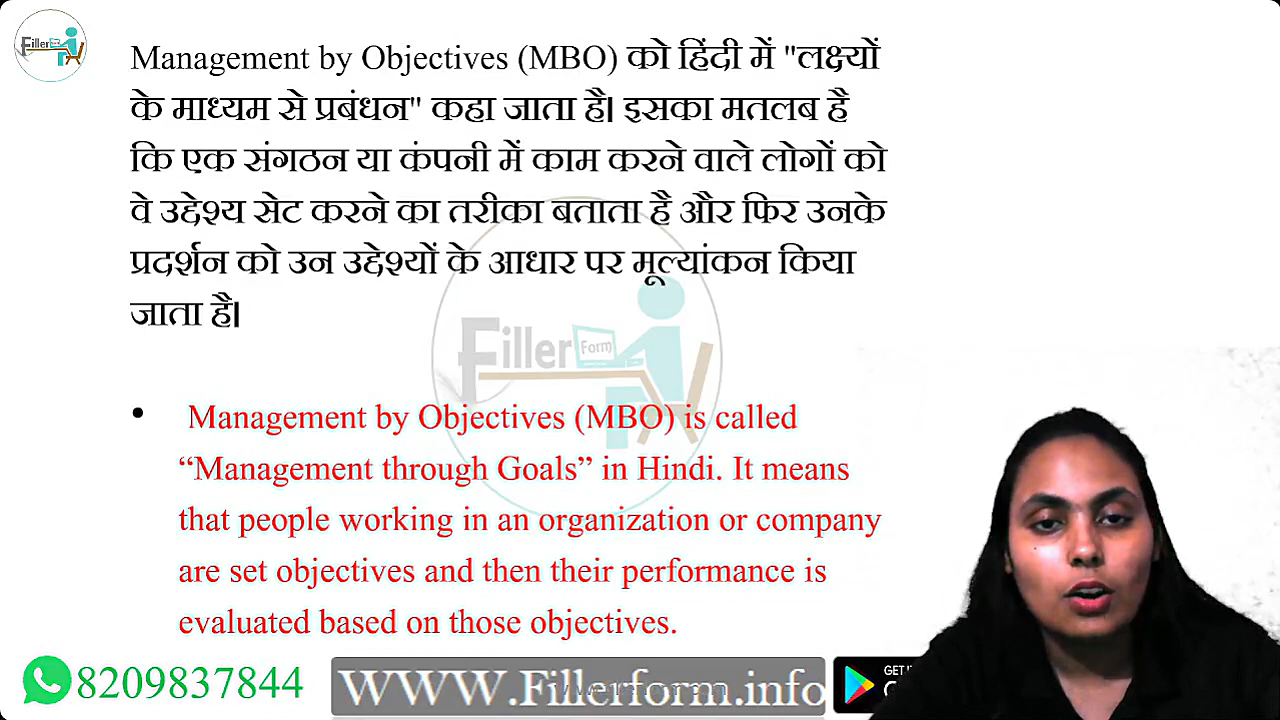 Filler Form
Management by Objectives (MBO) को हिंदी में "लक्ष्यों
के माध्यम से प्रबंधन" कहा जाता है। इसका मतलब है
कि एक संगठन या कंपनी में काम करने वाले लोगों को
वे उद्देश्य सेट करने का तरीका बताता है और फिर उनके
प्रदर्शन को उन उद्देश्यों के आधार पर मूल्यांकन किया
जाता है।
Filler Form
• Management by Objectives (MBO) is called
“Management through Goals” in Hindi. It means
that people working in an organization or company
are set objectives and then their performance is
evaluated based on those objectives.
8209837844
www.Fillerform.info